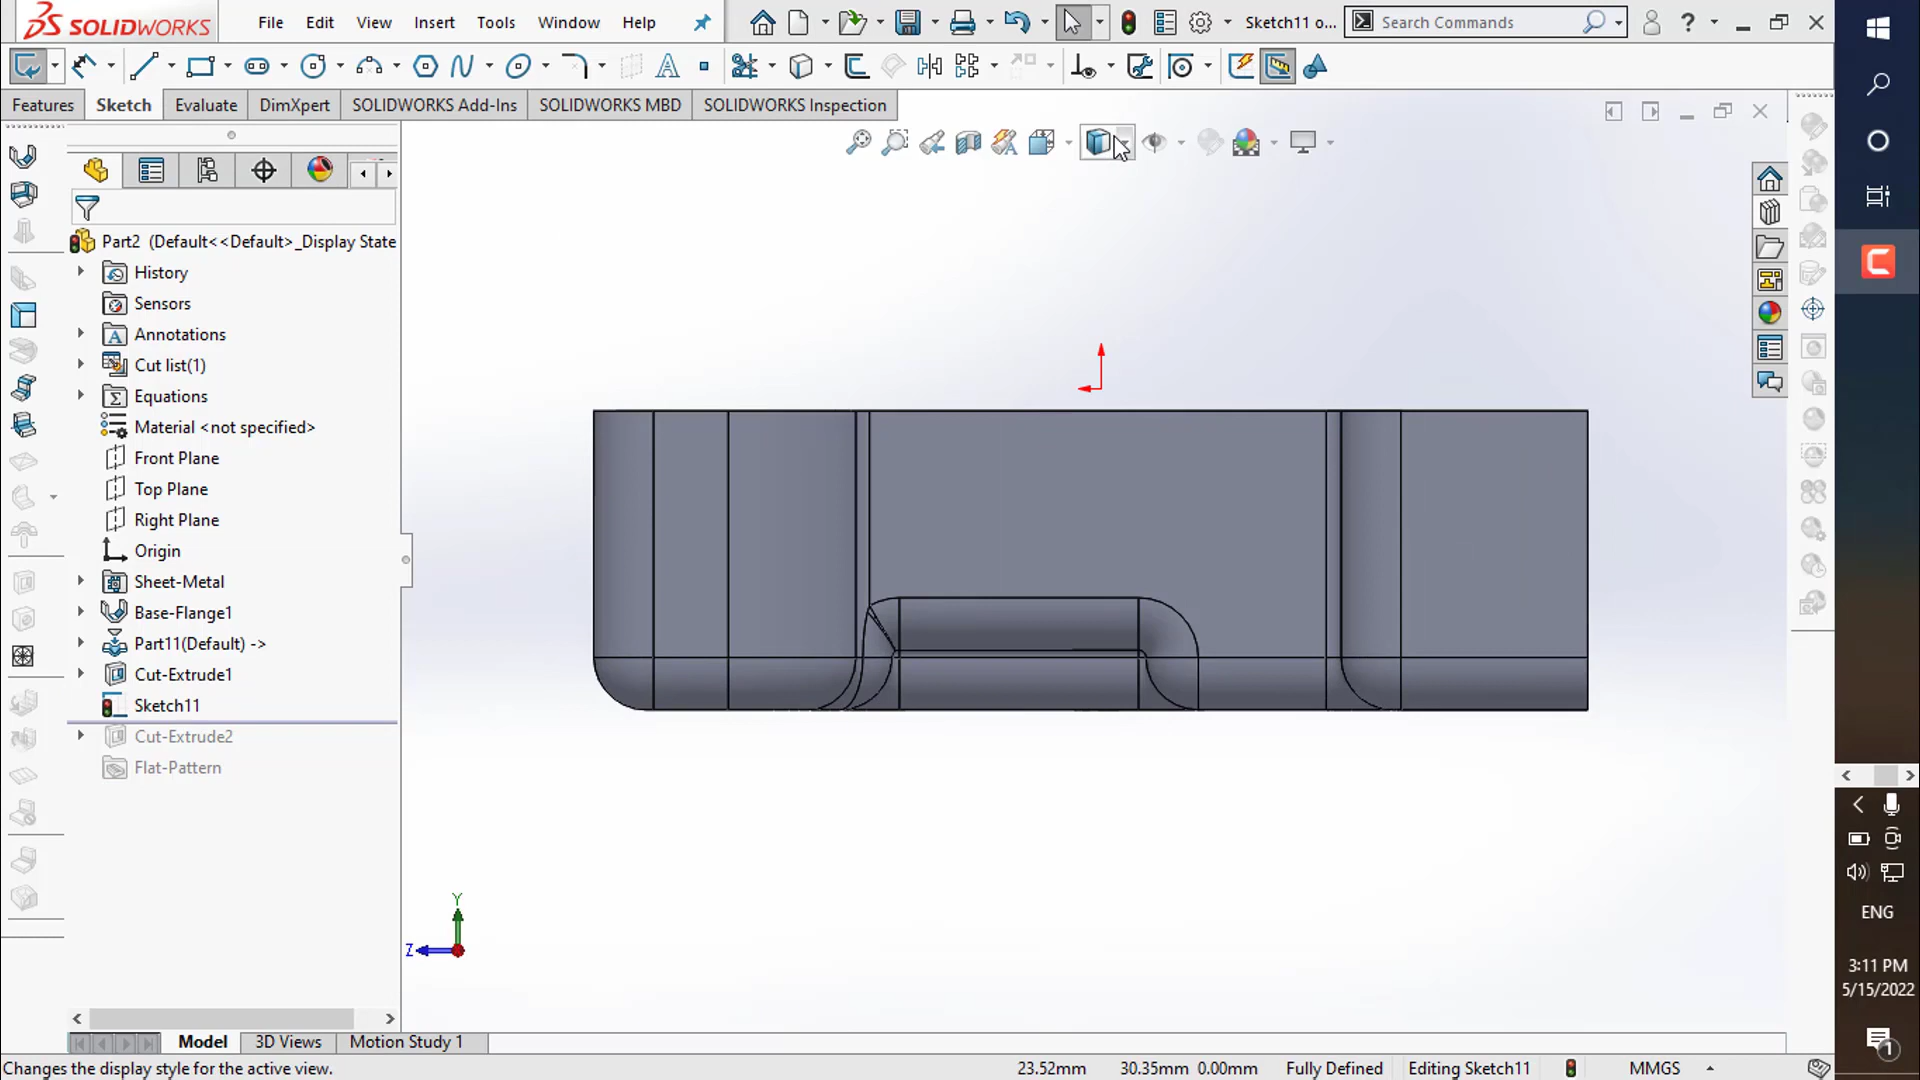 SOLIDWORKS
File Edit View Insert Tools Window Help
Sketch11 o...
Search Commands
Features Sketch Evaluate DimXpert SOLIDWORKS Add-Ins SOLIDWORKS MBD SOLIDWORKS Inspection
Part2 (Default<<Default>_Display State
History
Sensors
Annotations
Cut list(1)
Equations
Material <not specified>
Front Plane
Top Plane
Right Plane
Origin
Sheet-Metal
Base-Flange1
Part11(Default) ->
Cut-Extrude1
Sketch11
Cut-Extrude2
Flat-Pattern
Y
Z
ENG
3:11 PM
5/15/2022
1
Model 3D Views Motion Study 1
Changes the display style for the active view.
23.52mm 30.35mm 0.00mm Fully Defined Editing Sketch11 MMGS